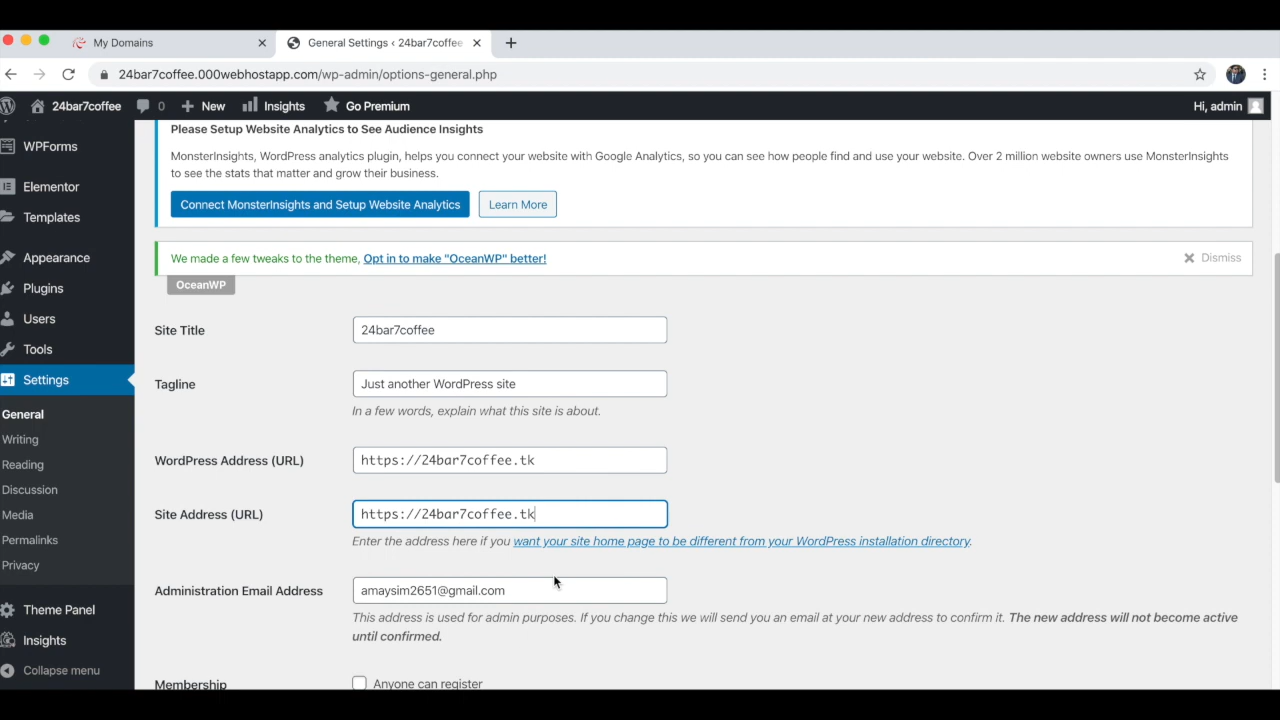 My Domains
General Settings ‹ 24bar7coffee
24bar7coffee.000webhostapp.com/wp-admin/options-general.php
24bar7coffee 0 New Insights Go Premium Hi, admin
WPForms
Elementor
Templates
Appearance
Plugins
Users
Tools
Settings
General
Writing
Reading
Discussion
Media
Permalinks
Privacy
Theme Panel
Insights
Collapse menu
Please Setup Website Analytics to See Audience Insights
MonsterInsights, WordPress analytics plugin, helps you connect your website with Google Analytics, so you can see how people find and use your website. Over 2 million website owners use MonsterInsights
to see the stats that matter and grow their business.
Connect MonsterInsights and Setup Website Analytics Learn More
We made a few tweaks to the theme, Opt in to make "OceanWP" better! Dismiss
OceanWP
Site Title 24bar7coffee
Tagline Just another WordPress site
In a few words, explain what this site is about.
WordPress Address (URL) https://24bar7coffee.tk
Site Address (URL) https://24bar7coffee.tk
Enter the address here if you want your site home page to be different from your WordPress installation directory.
Administration Email Address amaysim2651@gmail.com
This address is used for admin purposes. If you change this we will send you an email at your new address to confirm it. The new address will not become active
until confirmed.
Membership Anyone can register